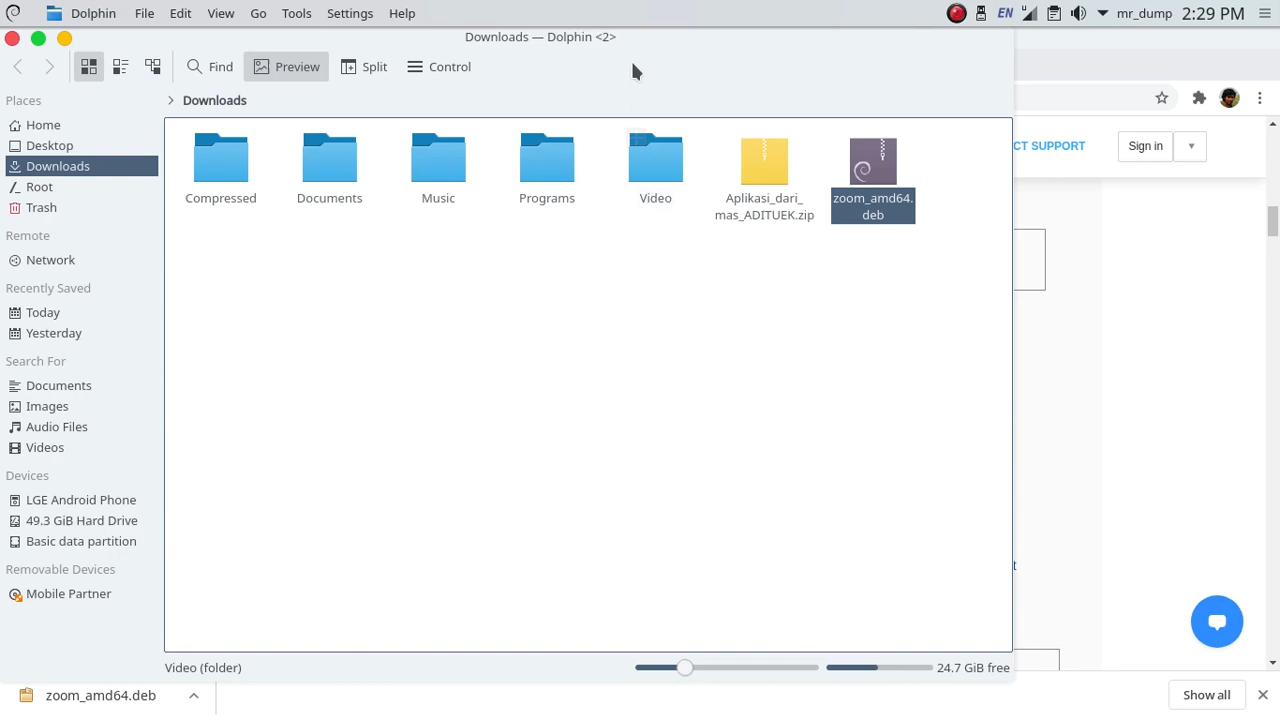 Dolphin File Edit View Go Tools Settings Help EN mr_dump 2:29 PM
Downloads — Dolphin <2>
Find Preview Split Control
Places
Home
Desktop
Downloads
Root
Trash
Remote
Network
Recently Saved
Today
Yesterday
Search For
Documents
Images
Audio Files
Videos
Devices
LGE Android Phone
49.3 GiB Hard Drive
Basic data partition
Removable Devices
Mobile Partner
Downloads
Compressed Documents Music Programs Video
Aplikasi_dari_
mas_ADITUEK.zip
zoom_amd64.
deb
Video (folder) 24.7 GiB free
CT SUPPORT Sign in
t
zoom_amd64.deb Show all